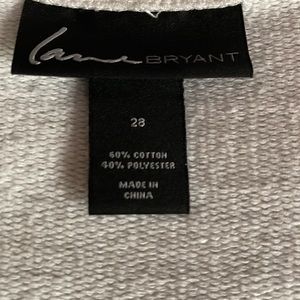 Lane BRYANT
28
60% COTTON
40% POLYESTER
MADE IN
CHINA